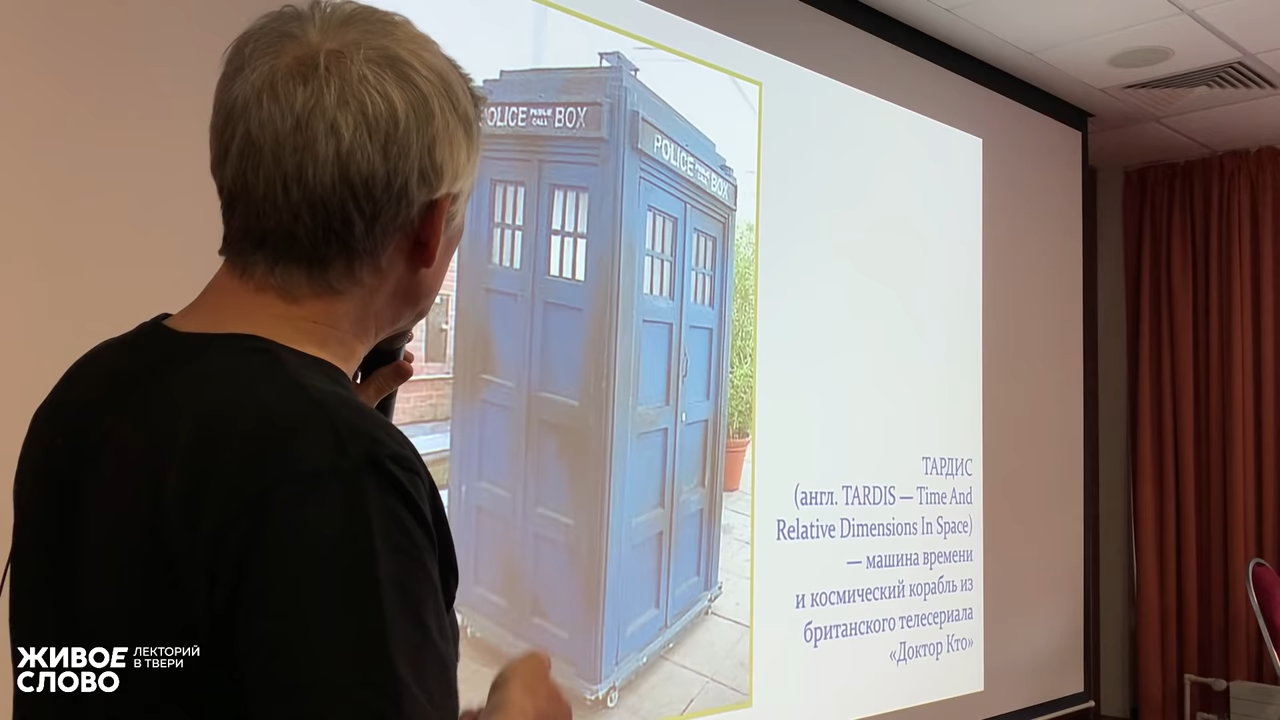 POLICE PUBLIC CALL BOX
POLICE BOX
ТАРДИС
(англ. TARDIS — Time And
Relative Dimensions In Space)
— машина времени
и космический корабль из
британского телесериала
«Доктор Кто»
ЖИВОЕ
СЛОВО
ЛЕКТОРИЙ
В ТВЕРИ